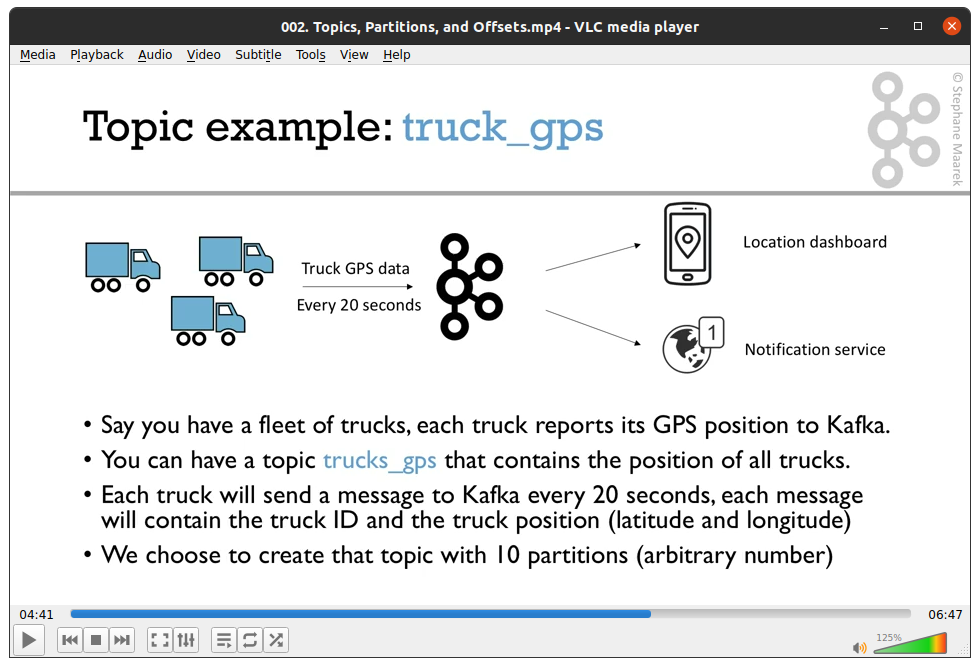 002. Topics, Partitions, and Offsets.mp4 - VLC media player
Media Playback Audio Video Subtitle Tools View Help
Topic example: truck_gps
© Stephane Maarek
Truck GPS data
Every 20 seconds
Location dashboard
1
Notification service
• Say you have a fleet of trucks, each truck reports its GPS position to Kafka.
• You can have a topic trucks_gps that contains the position of all trucks.
• Each truck will send a message to Kafka every 20 seconds, each message
will contain the truck ID and the truck position (latitude and longitude)
• We choose to create that topic with 10 partitions (arbitrary number)
04:41
06:47
125%